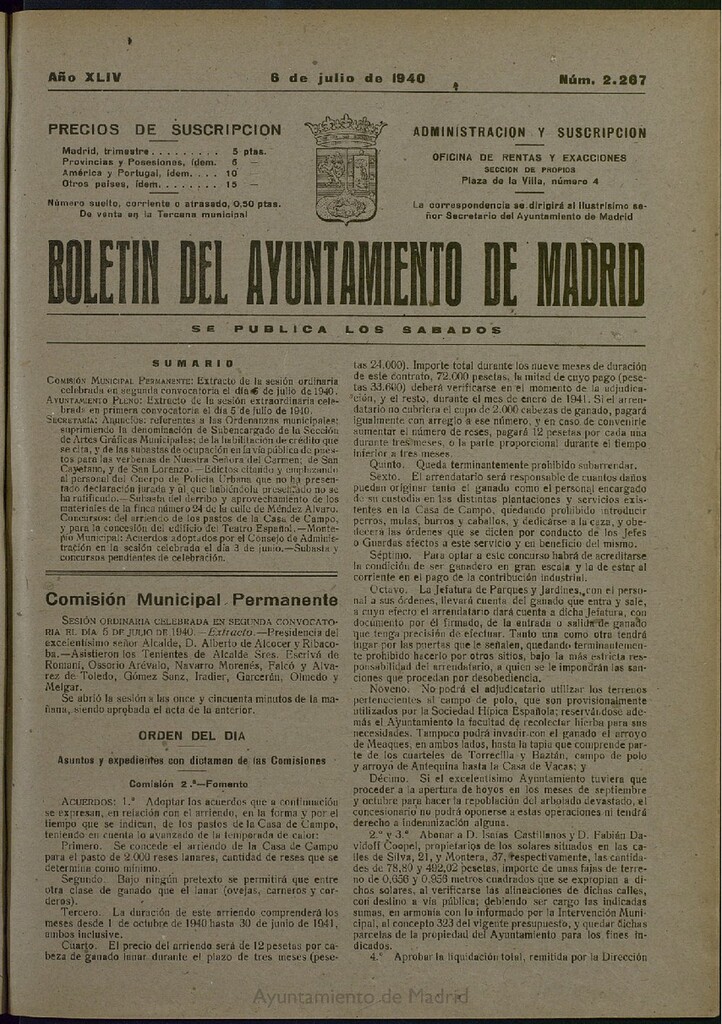 Año XLIV
6 de julio de 1940
Núm. 2.267
PRECIOS DE SUSCRIPCION
Madrid, trimestre . . . . . . . . . 5 ptas.
Provincias y Posesiones, ídem. 6 —
América y Portugal, ídem. . . . 10 —
Otros países, ídem. . . . . . . . . 15 —
Número suelto, corriente o atrasado, 0,50 ptas.
De venta en la Tercena municipal
ADMINISTRACION Y SUSCRIPCION
OFICINA DE RENTAS Y EXACCIONES
SECCION DE PROPIOS
Plaza de la Villa, número 4
La correspondencia se dirigirá al ilustrísimo se-
ñor Secretario del Ayuntamiento de Madrid
BOLETIN DEL AYUNTAMIENTO DE MADRID
SE PUBLICA LOS SABADOS
SUMARIO
COMISIÓN MUNICIPAL PERMANENTE: Extracto de la sesión ordinaria
celebrada en segunda convocatoria el día 5 de julio de 1940.
AYUNTAMIENTO PLENO: Extracto de la sesión extraordinaria cele-
brada en primera convocatoria el día 5 de julio de 1940.
SECRETARÍA: Anuncios: referentes a las Ordenanzas municipales;
suprimiendo la denominación de Subencargado de la Sección
de Artes Gráficas Municipales; de la habilitación de crédito que
se cita, y de las subastas de ocupación en la vía pública de pues-
tos para las verbenas de Nuestra Señora del Carmen; de San
Cayetano, y de San Lorenzo.—Edictos citando y emplazando
al personal del Cuerpo de Policía Urbana que no ha presen-
tado declaración jurada y al que habiéndola presentado no se
ha ratificado.—Subasta del derribo y aprovechamiento de los
materiales de la finca número 24 de la calle de Méndez Alvaro.
Concursos: del arriendo de los pastos de la Casa de Campo,
y para la concesión del edificio del Teatro Español.—Monte-
pío Municipal: Acuerdos adoptados por el Consejo de Adminis-
tración en la sesión celebrada el día 3 de junio.—Subasta y
concursos pendientes de celebración.
Comisión Municipal Permanente
SESIÓN ORDINARIA CELEBRADA EN SEGUNDA CONVOCATO-
RIA EL DÍA 5 DE JULIO DE 1940.—Extracto.—Presidencia del
excelentísimo señor Alcalde, D. Alberto de Alcocer y Ribaco-
ba.—Asistieron los Tenientes de Alcalde Sres. Escrivá de
Romaní, Ossorio Arévalo, Navarro Morenés, Falcó y Alva-
rez de Toledo, Gómez Sanz, Iradier, Garcerán, Olmedo y
Melgar.
Se abrió la sesión a las once y cincuenta minutos de la ma-
ñana, siendo aprobada el acta de la anterior.
ORDEN DEL DIA
Asuntos y expedientes con dictamen de las Comisiones
Comisión 2.ª—Fomento
ACUERDOS: 1.º Adoptar los acuerdos que a continuación
se expresan, en relación con el arriendo, en la forma y por el
tiempo que se indican, de los pastos de la Casa de Campo,
teniendo en cuenta lo avanzado de la temporada de calor:
Primero. Se concede el arriendo de la Casa de Campo
para el pasto de 2.000 reses lanares, cantidad de reses que se
determina como mínimo.
Segundo. Bajo ningún pretexto se permitirá que entre
otra clase de ganado que el lanar (ovejas, carneros y cor-
deros).
Tercero. La duración de este arriendo comprenderá los
meses desde 1 de octubre de 1940 hasta 30 de junio de 1941,
ambos inclusive.
Cuarto. El precio del arriendo será de 12 pesetas por ca-
beza de ganado lanar durante el plazo de tres meses (pese-
tas 24.000). Importe total durante los nueve meses de duración
de este contrato, 72.000 pesetas, la mitad de cuyo pago (pese-
tas 33.600) deberá verificarse en el momento de la adjudica-
ción, y el resto, durante el mes de enero de 1941. Si el arren-
datario no cubriera el cupo de 2.000 cabezas de ganado, pagará
igualmente con arreglo a ese número, y en caso de convenirle
aumentar el número de reses, pagará 12 pesetas por cada una
durante tres meses, o la parte proporcional durante el tiempo
inferior a tres meses.
Quinto. Queda terminantemente prohibido subarrendar.
Sexto. El arrendatario será responsable de cuantos daños
puedan originar tanto el ganado como el personal encargado
de su custodia en las distintas plantaciones y servicios exis-
tentes en la Casa de Campo, quedando prohibido introducir
perros, mulas, burros y caballos, y dedicarse a la caza, y obe-
decerá las órdenes que se dicten por conducto de los Jefes
o Guardas afectos a este servicio y en beneficio del mismo.
Séptimo. Para optar a este concurso habrá de acreditarse
la condición de ser ganadero en gran escala y la de estar al
corriente en el pago de la contribución industrial.
Octavo. La Jefatura de Parques y Jardines, con el perso-
nal a sus órdenes, llevará cuenta del ganado que entra y sale,
a cuyo efecto el arrendatario dará cuenta a dicha Jefatura, con
documento por él firmado, de la entrada o salida de ganado
que tenga precisión de efectuar. Tanto una como otra tendrá
lugar por las puertas que le señalen, quedando terminantemen-
te prohibido hacerlo por otros sitios, bajo la más estricta res-
ponsabilidad del arrendatario, a quien se le impondrán las san-
ciones que procedan por desobediencia.
Noveno. No podrá el adjudicatario utilizar los terrenos
pertenecientes al campo de polo, que son provisionalmente
utilizados por la Sociedad Hípica Española; reservándose ade-
más el Ayuntamiento la facultad de recolectar hierba para sus
necesidades. Tampoco podrá invadir con el ganado el arroyo
de Meaques, en ambos lados, hasta la tapia que comprende par-
te de los cuarteles de Torrecilla y Baztán, campo de polo
y arroyo de Antequina hasta la Casa de Vacas; y
Décimo. Si el excelentísimo Ayuntamiento tuviera que
proceder a la apertura de hoyos en los meses de septiembre
y octubre para hacer la repoblación del arbolado devastado, el
concesionario no podrá oponerse a estas operaciones ni tendrá
derecho a indemnización alguna.
2.º y 3.º Abonar a D. Isaías Castillanos y D. Fabián Da-
vidoff Coopel, propietarios de los solares situados en las ca-
lles de Silva, 21, y Montera, 37, respectivamente, las cantida-
des de 78,80 y 492,02 pesetas, importe de unas fajas de terre-
no de 0,656 y 0,958 metros cuadrados que se expropian a di-
chos solares, al verificarse las alineaciones de dichas calles,
con destino a vía pública; debiendo ser cargo las indicadas
sumas, en armonía con lo informado por la Intervención Muni-
cipal, al concepto 323 del vigente presupuesto, y quedar dichas
parcelas de la propiedad del Ayuntamiento para los fines in-
dicados.
4.º Aprobar la liquidación total, remitida por la Dirección
Ayuntamiento de Madrid